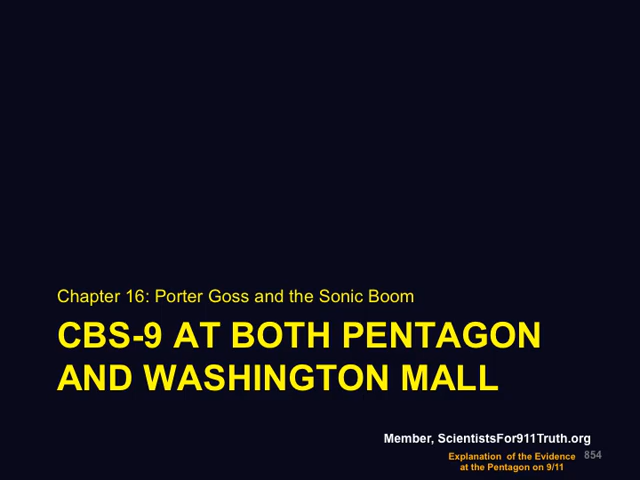 Chapter 16: Porter Goss and the Sonic Boom
CBS-9 AT BOTH PENTAGON
AND WASHINGTON MALL
Member, ScientistsFor911Truth.org
Explanation of the Evidence
at the Pentagon on 9/11
854